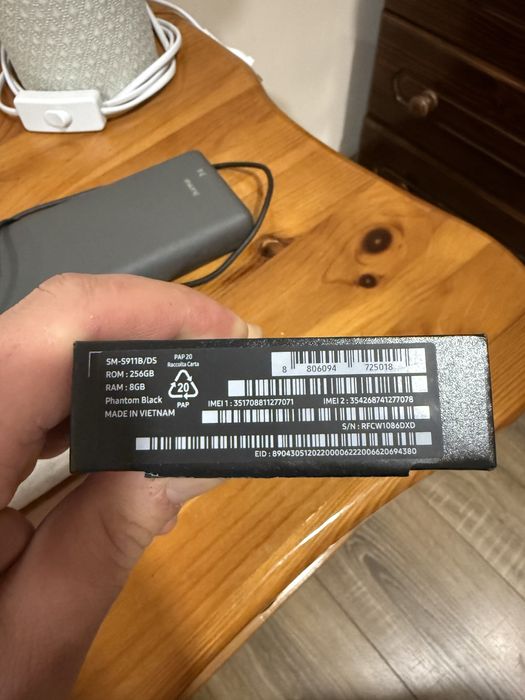 SM-S911B/DS
ROM : 256GB
RAM : 8GB
Phantom Black
MADE IN VIETNAM
PAP 20
Raccolta Carta
20
PAP
8 806094 725018
IMEI 1 : 351708811277071
IMEI 2 : 354268741277078
S/N : RFCW1086DXD
EID : 89043051202200006222006620694380